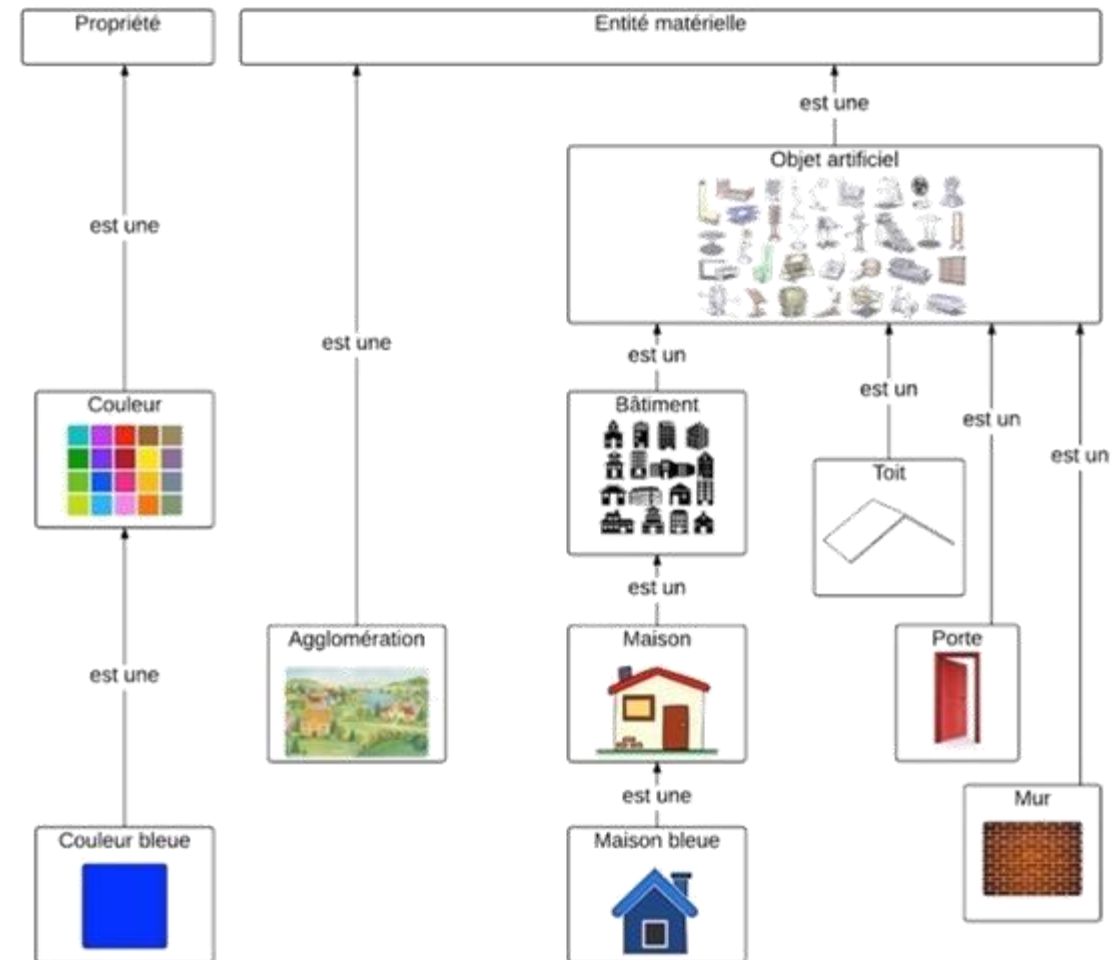 Propriété
Entité matérielle
est une
Objet artificiel
est une
est une
est un
est un
est un
est un
Couleur
Bâtiment
Toit
est un
est une
Agglomération
Maison
Porte
est une
Mur
Couleur bleue
Maison bleue